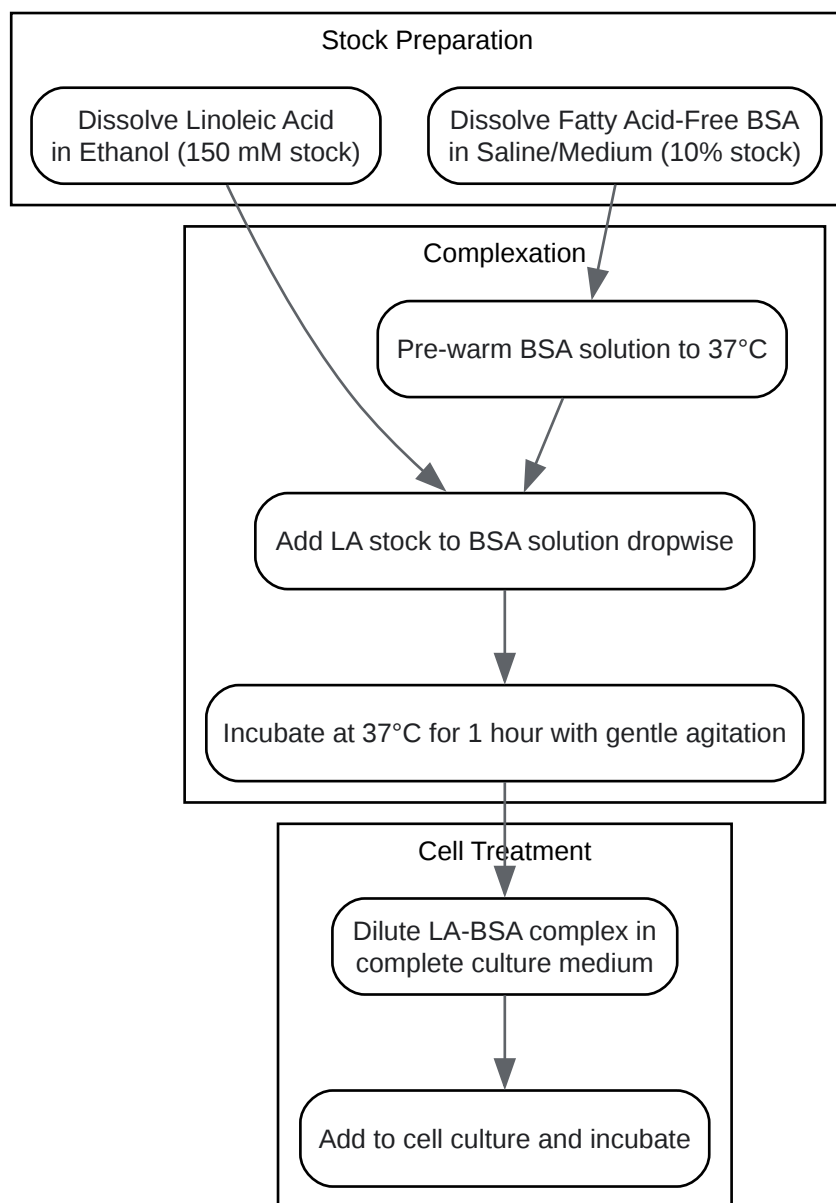 Stock Preparation
Dissolve Linoleic Acid
in Ethanol (150 mM stock)
Dissolve Fatty Acid-Free BSA
in Saline/Medium (10% stock)
Complexation
Pre-warm BSA solution to 37°C
Add LA stock to BSA solution dropwise
Incubate at 37°C for 1 hour with gentle agitation
Cell Treatment
Dilute LA-BSA complex in
complete culture medium
Add to cell culture and incubate